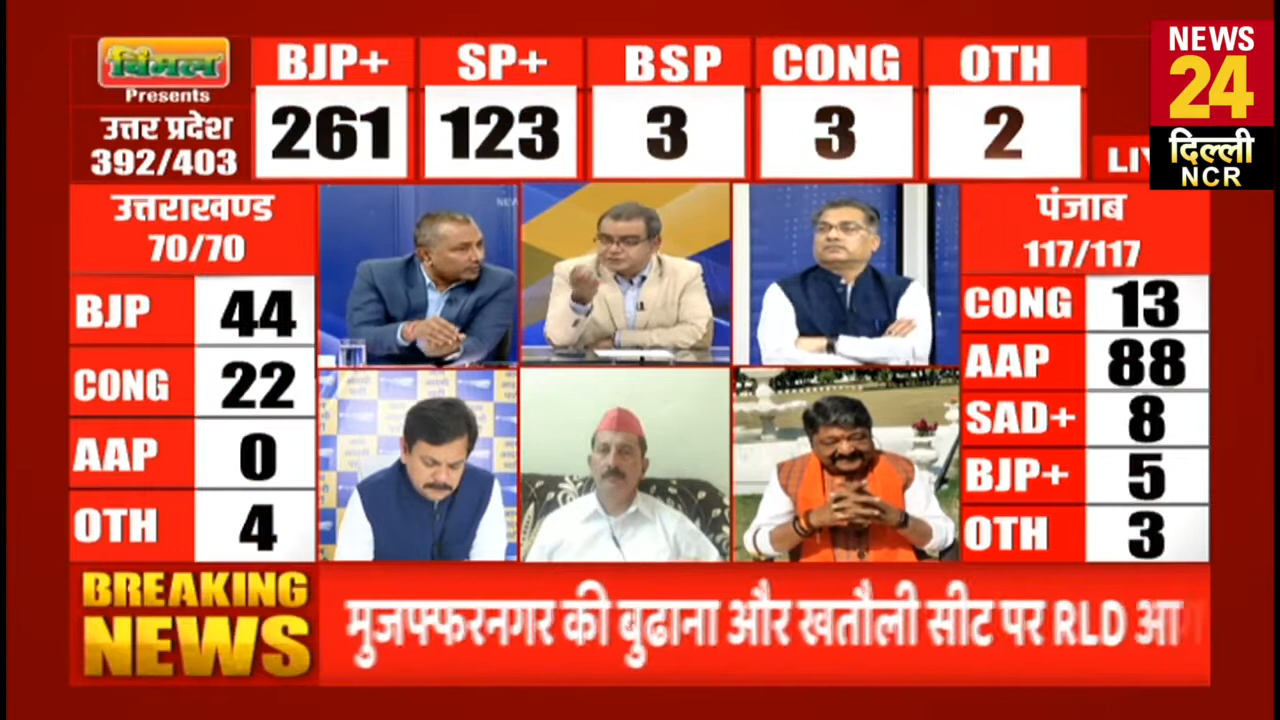 विमल
Presents
उत्तर प्रदेश
392/403
BJP+
261
SP+
123
BSP
3
CONG
3
OTH
2
NEWS
24
दिल्ली
NCR
उत्तराखण्ड
70/70
BJP 44
CONG 22
AAP 0
OTH 4
पंजाब
117/117
CONG 13
AAP 88
SAD+ 8
BJP+ 5
OTH 3
BREAKING
NEWS
मुजफ्फरनगर की बुढाना और खतौली सीट पर RLD आ